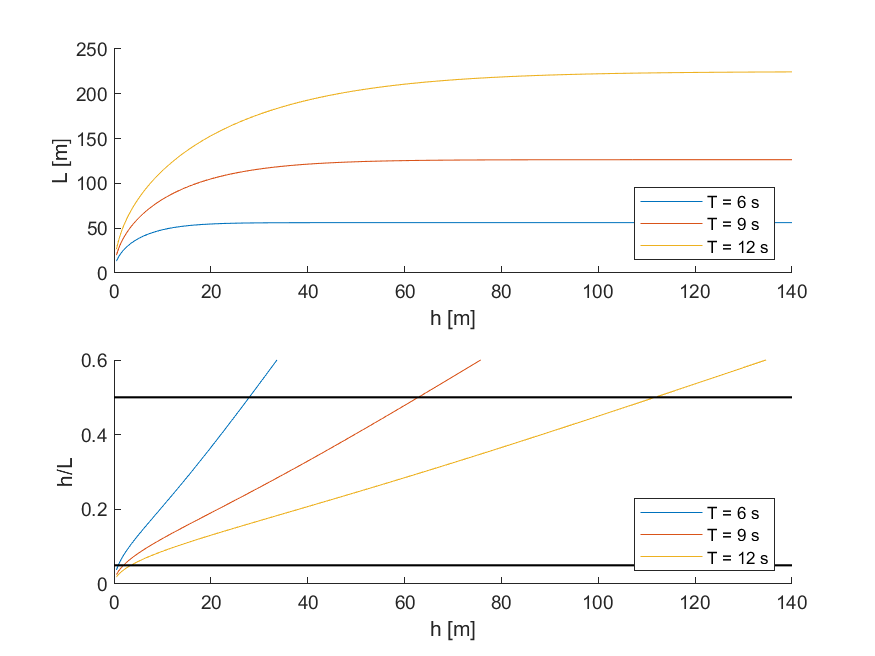 250
200
150
100
50
0
L [m]
0 20 40 60 80 100 120 140
h [m]
T = 6 s
T = 9 s
T = 12 s
0.6
0.4
0.2
0
h/L
0 20 40 60 80 100 120 140
h [m]
T = 6 s
T = 9 s
T = 12 s